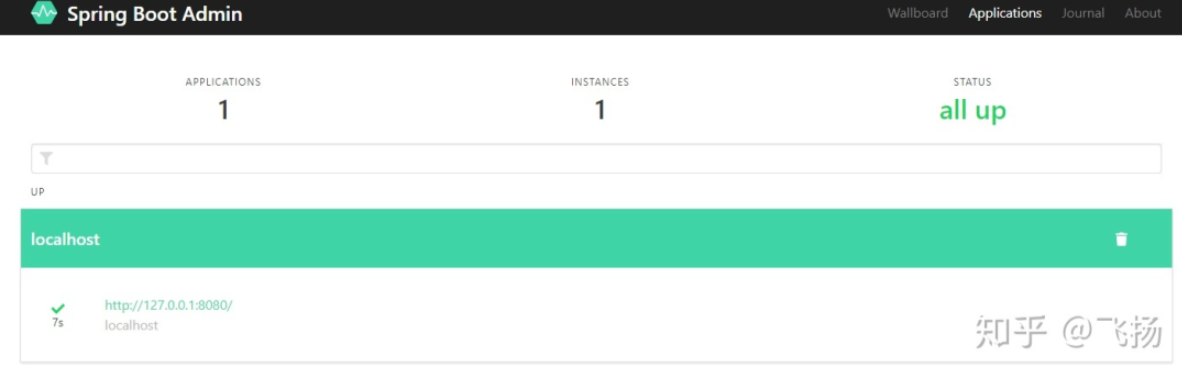 Spring Boot Admin
Wallboard Applications Journal About
APPLICATIONS INSTANCES STATUS
1 1 all up
UP
localhost
http://127.0.0.1:8080/
7s
localhost
知乎 @飞扬